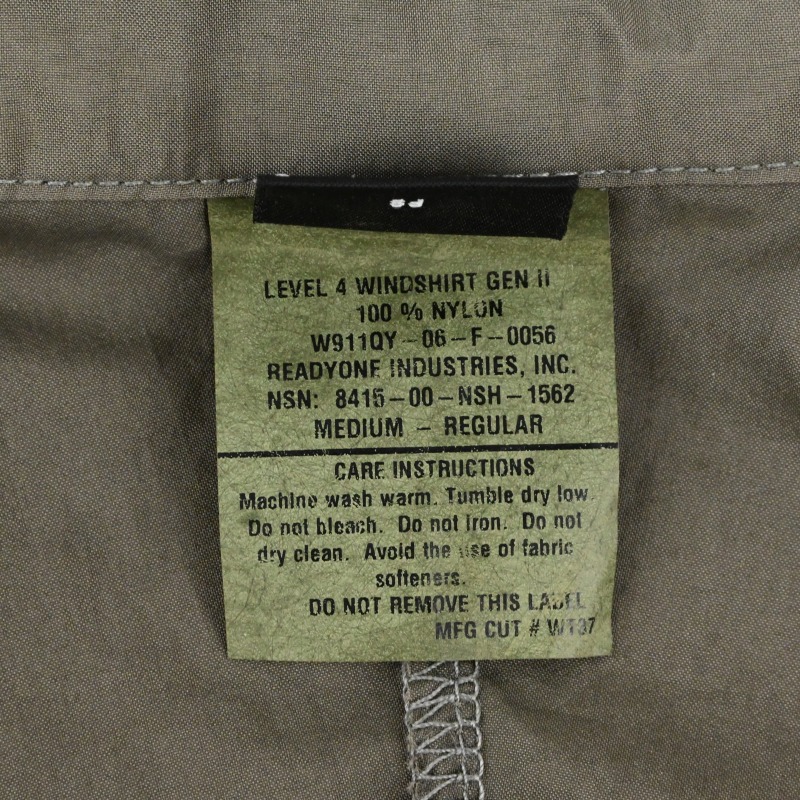 LEVEL 4 WINDSHIRT GEN II
100 % NYLON
W911QY-06-F-0056
READYONE INDUSTRIES, INC.
NSN: 8415-00-NSH-1562
MEDIUM - REGULAR
CARE INSTRUCTIONS
Machine wash warm. Tumble dry low.
Do not bleach. Do not iron. Do not
dry clean. Avoid the use of fabric
softeners.
DO NOT REMOVE THIS LABEL
MFG CUT #